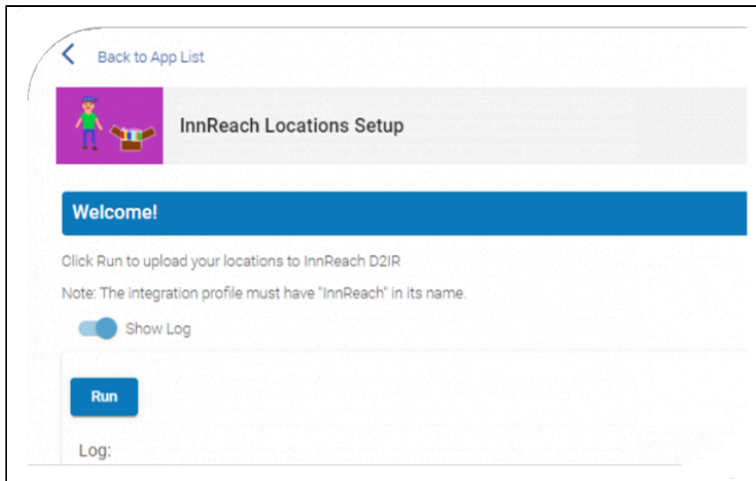 Back to App List
InnReach Locations Setup
Welcome!
Click Run to upload your locations to InnReach D2IR
Note: The integration profile must have "InnReach" in its name.
Show Log
Run
Log: